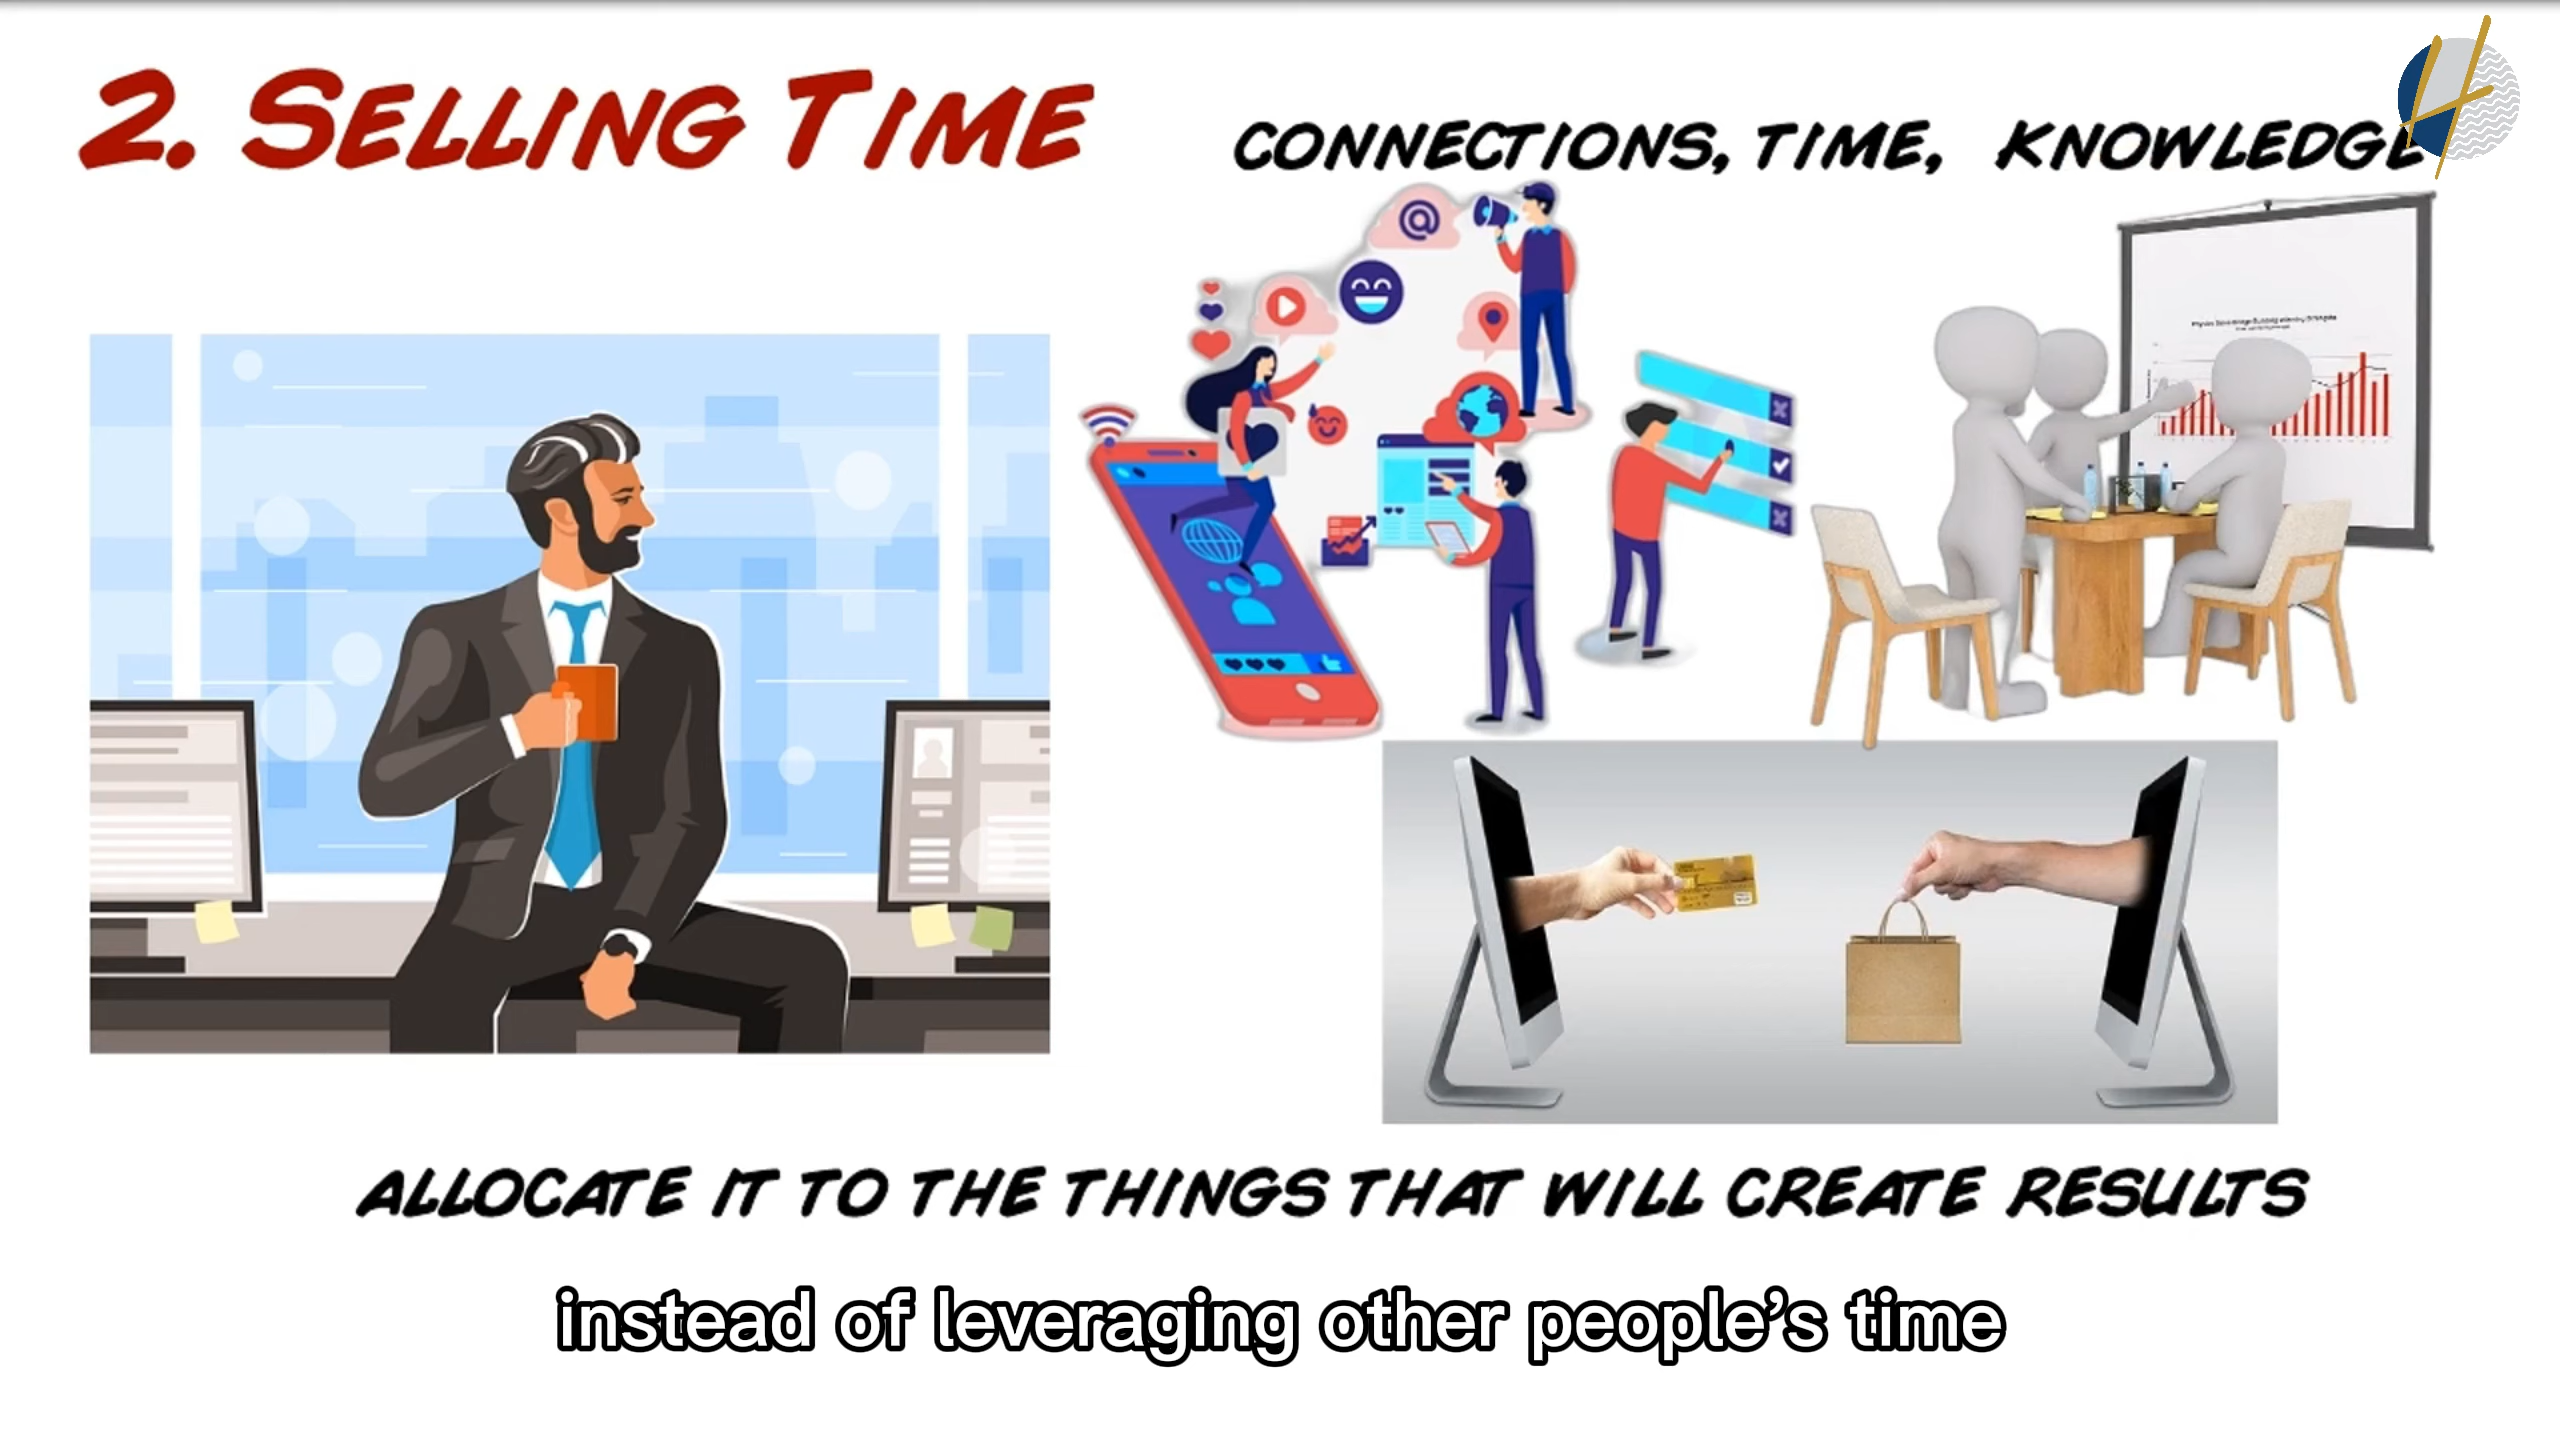 2. SELLING TIME
CONNECTIONS, TIME, KNOWLEDGE
ALLOCATE IT TO THE THINGS THAT WILL CREATE RESULTS
instead of leveraging other people's time